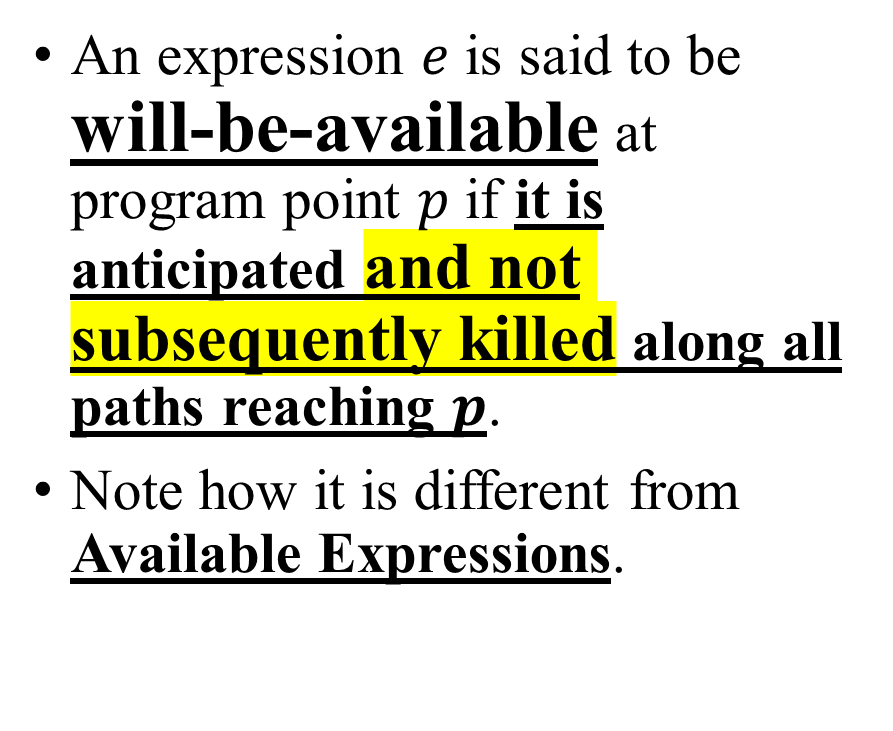 • An expression e is said to be
will-be-available at
program point p if it is
anticipated and not
subsequently killed along all
paths reaching p.
• Note how it is different from
Available Expressions.